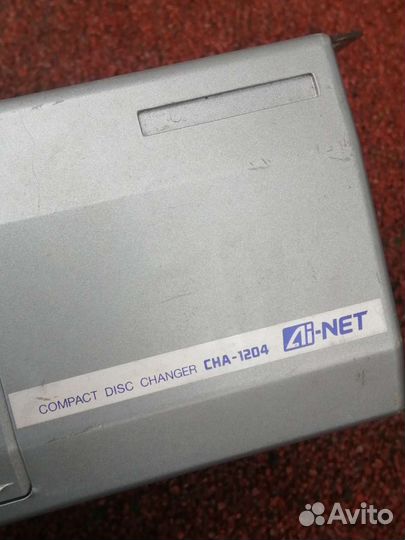 COMPACT DISC CHANGER CHA-1204 Ai-NET
Avito